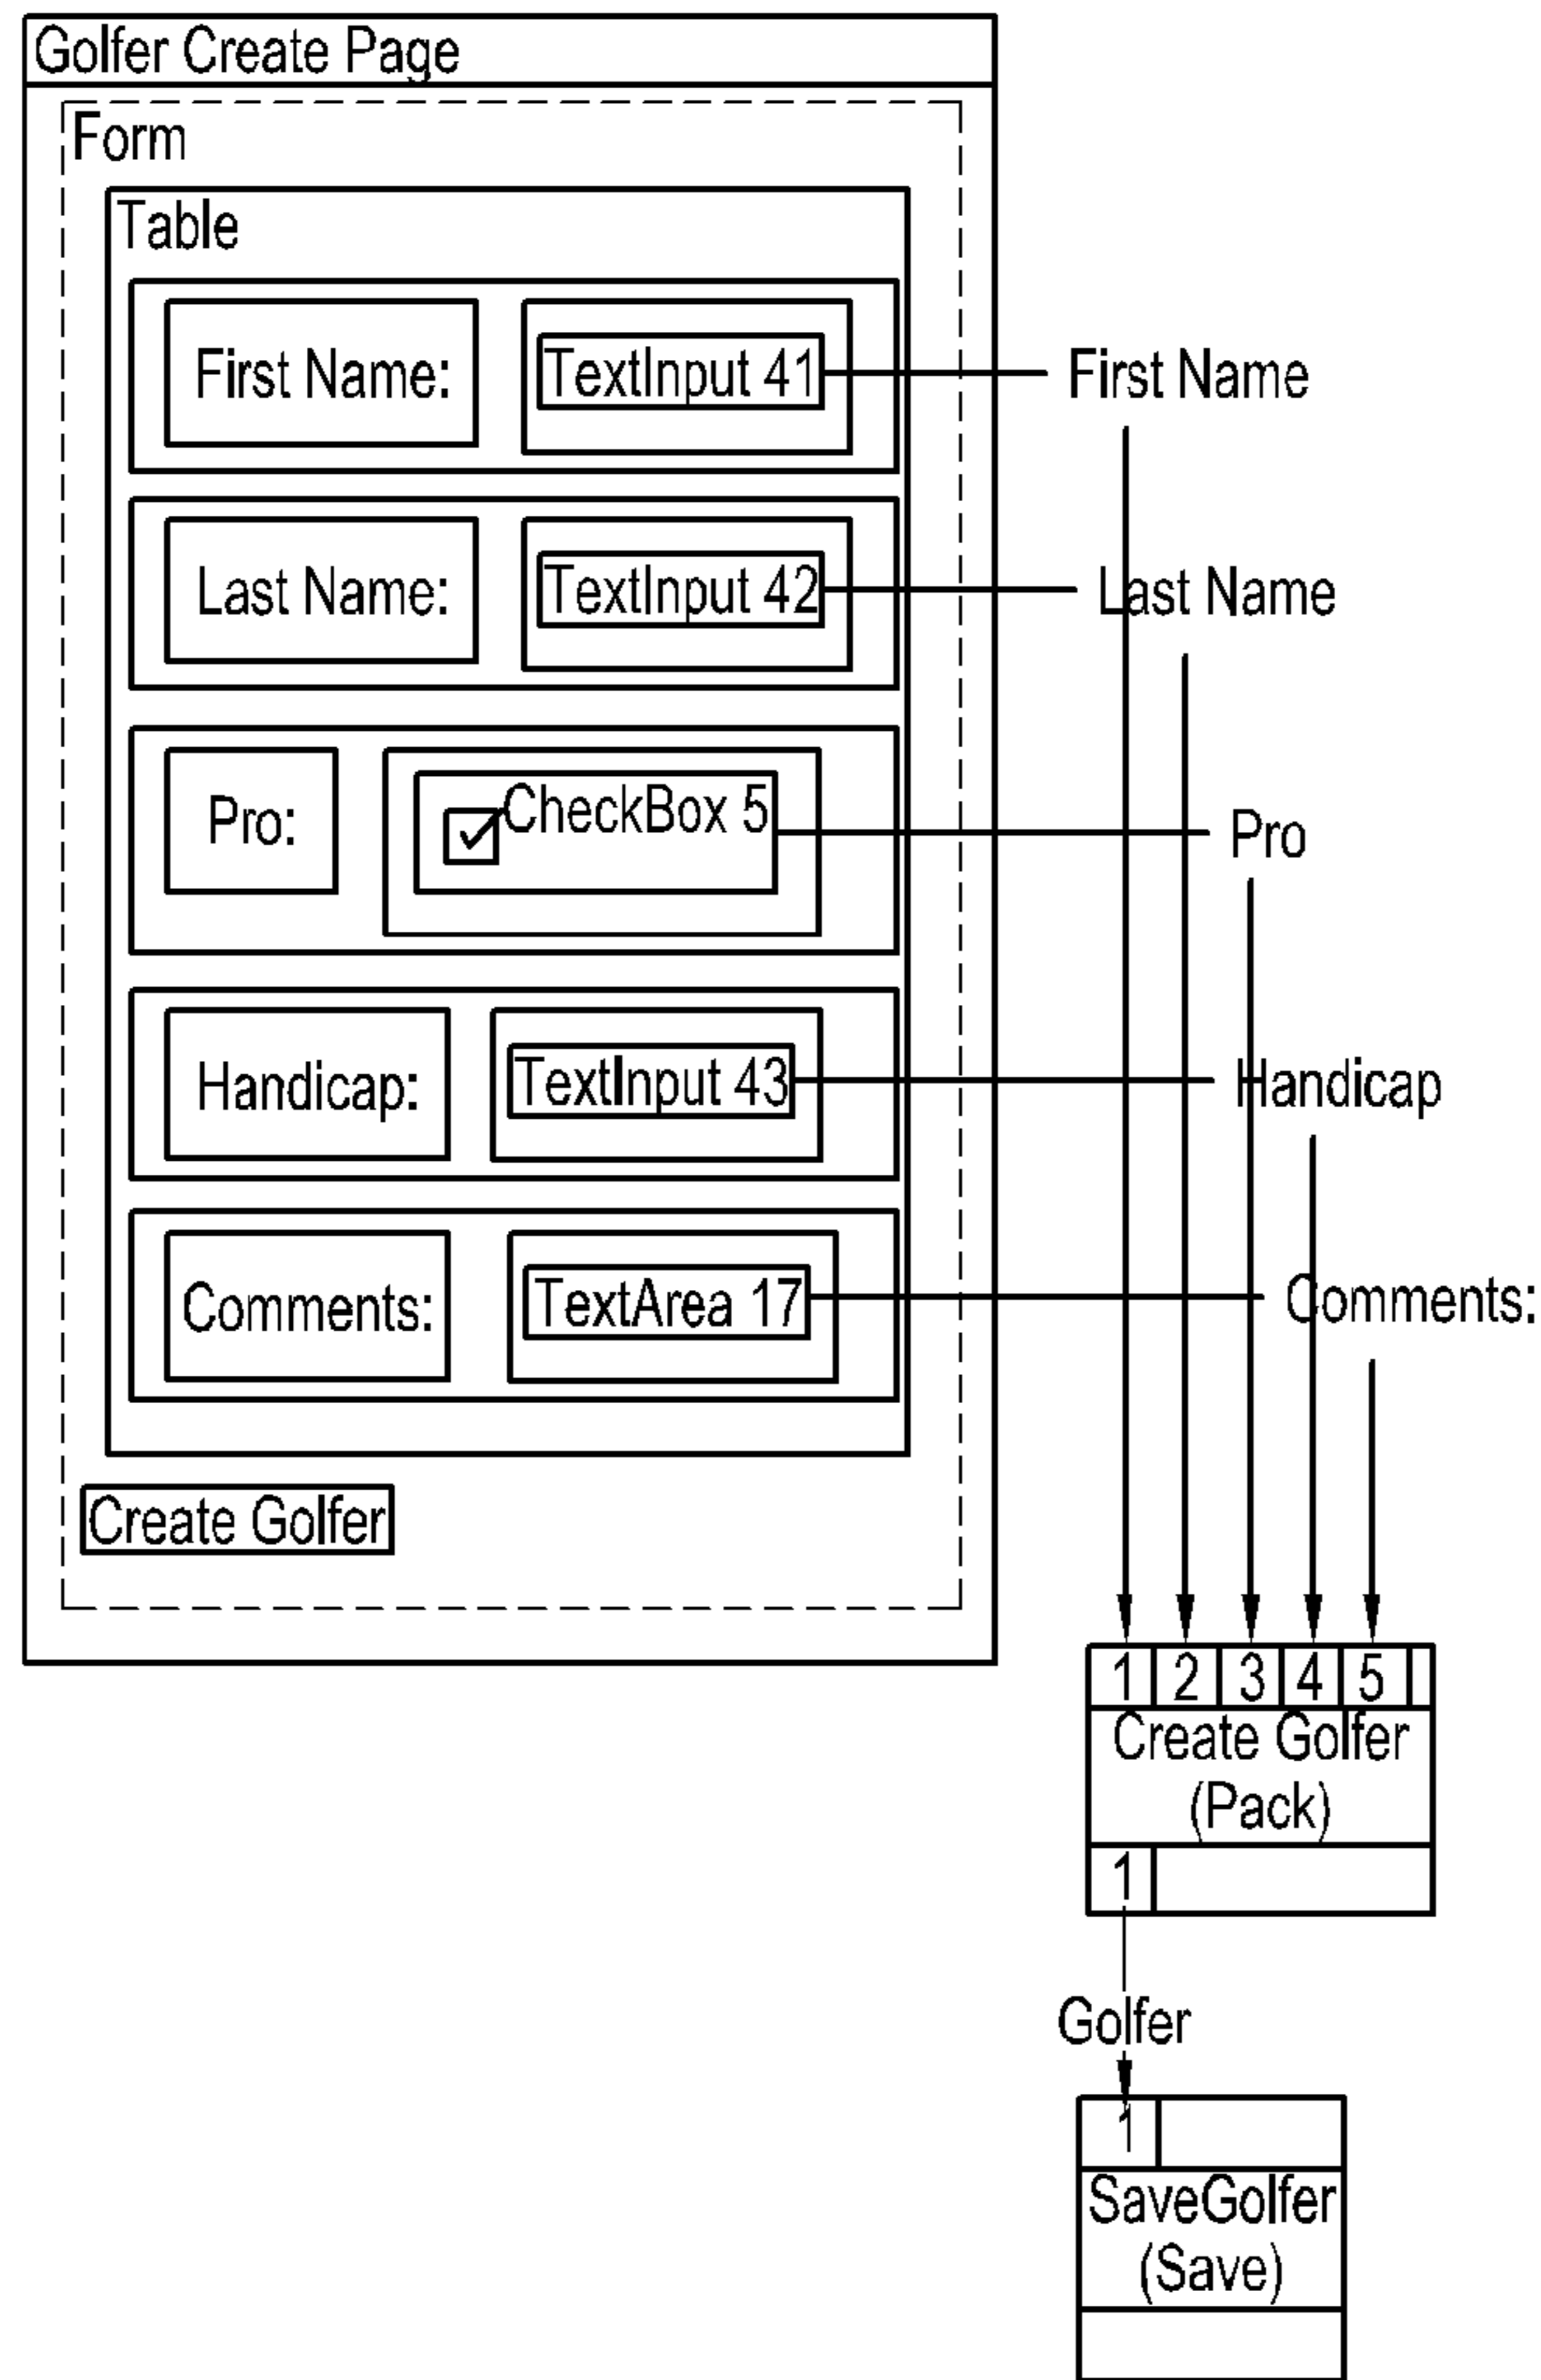 Golfer Create Page
Form
Table
First Name:
TextInput 41
First Name
Last Name:
TextInput 42
Last Name
Pro:
CheckBox 5
Pro
Handicap:
TextInput 43
Handicap
Comments:
TextArea 17
Comments:
Create Golfer
1 2 3 4 5
Create Golfer
(Pack)
1
Golfer
1
SaveGolfer
(Save)